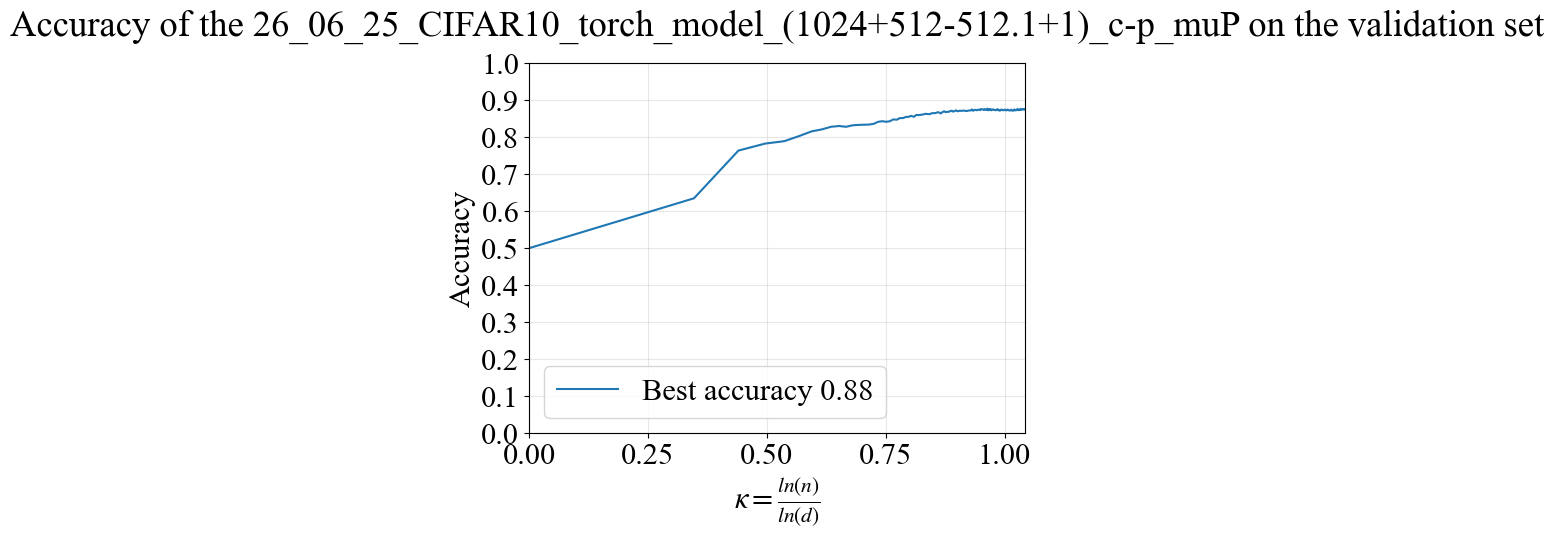 Accuracy of the 26_06_25_CIFAR10_torch_model_(1024+512-512.1+1)_c-p_muP on the validation set
1.0
0.9
0.8
0.7
0.6
0.5
0.4
0.3
0.2
0.1
0.0
Accuracy
Best accuracy 0.88
0.00 0.25 0.50 0.75 1.00
κ = ln(n)/ln(d)